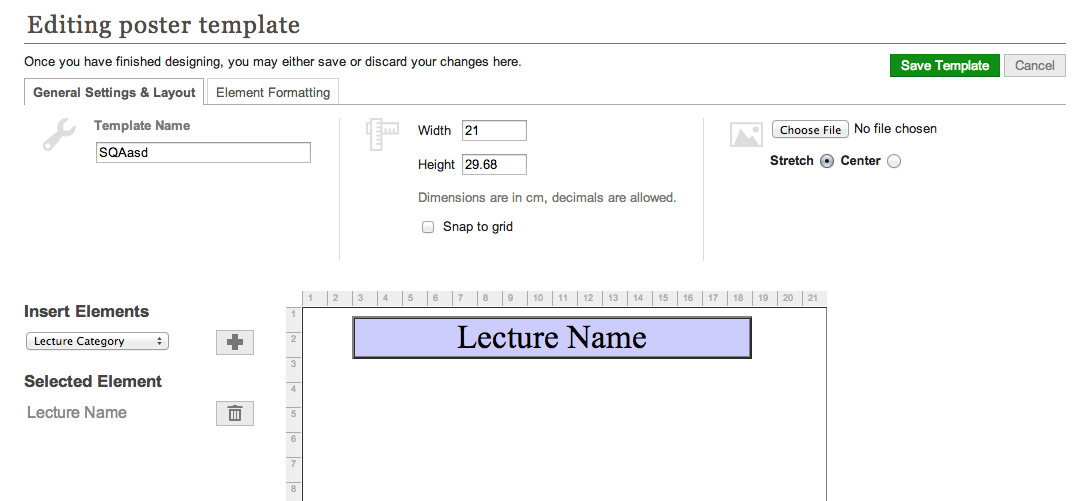 Editing poster template
Once you have finished designing, you may either save or discard your changes here.
Save Template
Cancel
General Settings & Layout
Element Formatting
Template Name
SQAasd
Width 21
Height 29.68
Dimensions are in cm, decimals are allowed.
Snap to grid
Choose File No file chosen
Stretch Center
Insert Elements
Lecture Category
Selected Element
Lecture Name
1 2 3 4 5 6 7 8 9 10 11 12 13 14 15 16 17 18 19 20 21
1
2
3
4
5
6
7
8
Lecture Name